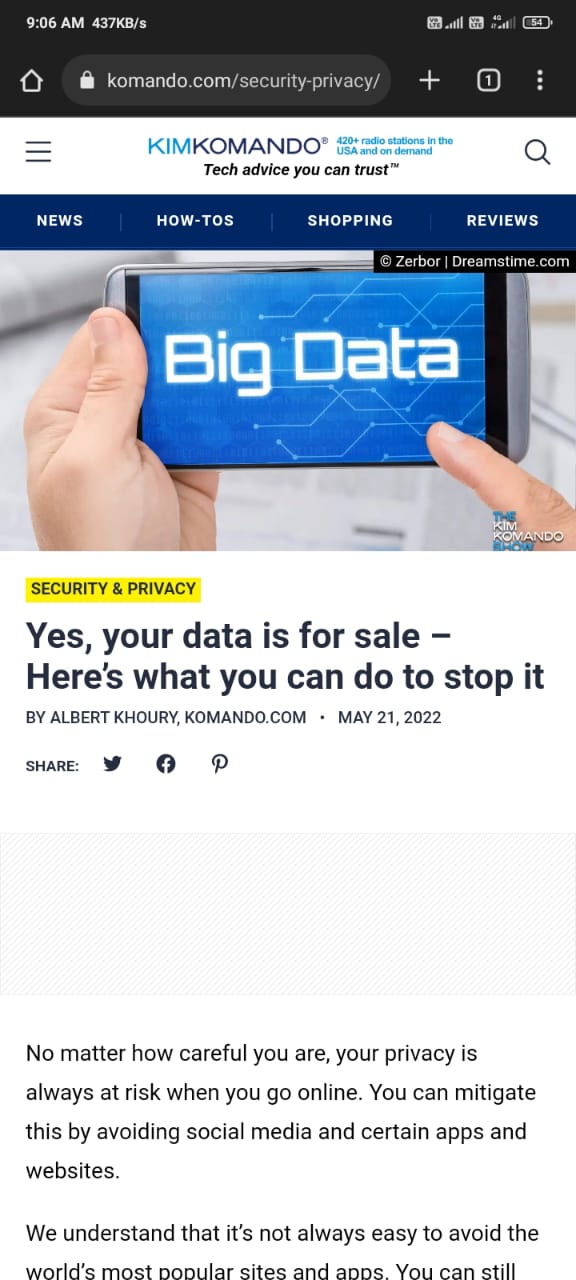 9:06 AM 437KB/s
Vo LTE Vo LTE 4G 54
komando.com/security-privacy/
1
KIMKOMANDO® 420+ radio stations in the
USA and on demand
Tech advice you can trust™
NEWS HOW-TOS SHOPPING REVIEWS
© Zerbor | Dreamstime.com
Big Data
THE
KIM
KOMANDO
SHOW
SECURITY & PRIVACY
Yes, your data is for sale –
Here’s what you can do to stop it
BY ALBERT KHOURY, KOMANDO.COM • MAY 21, 2022
SHARE:
No matter how careful you are, your privacy is
always at risk when you go online. You can mitigate
this by avoiding social media and certain apps and
websites.
We understand that it’s not always easy to avoid the
world’s most popular sites and apps. You can still